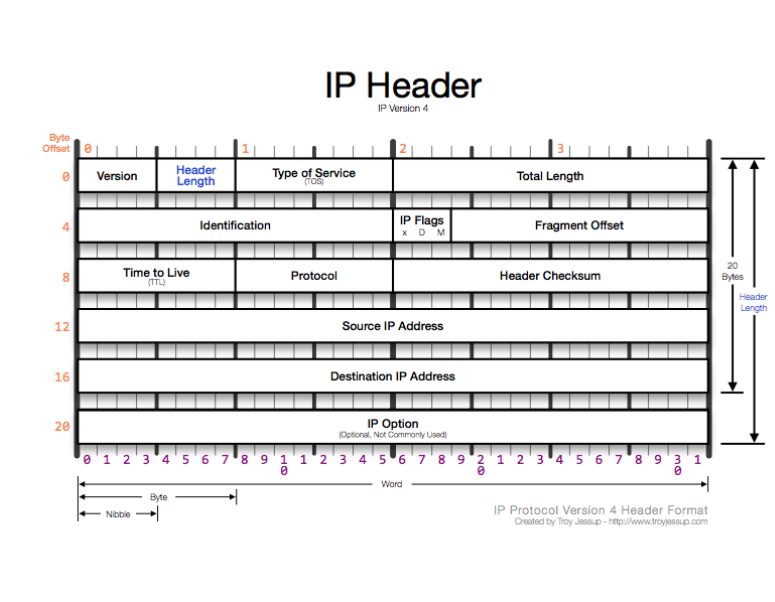 IP Header
IP Version 4
Byte
Offset
0 1 2 3
0
Version
Header
Length
Type of Service
(TOS)
Total Length
4
Identification
IP Flags
x D M
Fragment Offset
8
Time to Live
(TTL)
Protocol
Header Checksum
20
Bytes
Header
Length
12
Source IP Address
16
Destination IP Address
20
IP Option
(Optional, Not Commonly Used)
0 1 2 3 4 5 6 7 8 9 1 1 2 3 4 5 6 7 8 9 2 1 2 3 4 5 6 7 8 9 3 1
0 0 0
Word
Byte
Nibble
IP Protocol Version 4 Header Format
Created by Troy Jessup - http://www.troyjessup.com